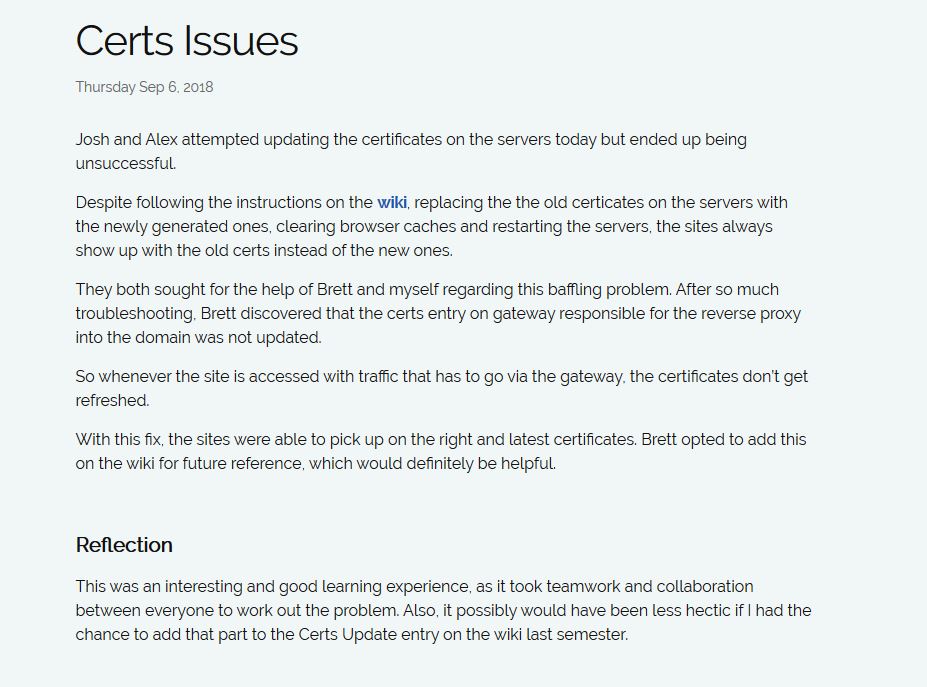 Certs Issues
Thursday Sep 6, 2018
Josh and Alex attempted updating the certificates on the servers today but ended up being
unsuccessful.
Despite following the instructions on the wiki, replacing the the old certicates on the servers with
the newly generated ones, clearing browser caches and restarting the servers, the sites always
show up with the old certs instead of the new ones.
They both sought for the help of Brett and myself regarding this baffling problem. After so much
troubleshooting, Brett discovered that the certs entry on gateway responsible for the reverse proxy
into the domain was not updated.
So whenever the site is accessed with traffic that has to go via the gateway, the certificates don't get
refreshed.
With this fix, the sites were able to pick up on the right and latest certificates. Brett opted to add this
on the wiki for future reference, which would definitely be helpful.
Reflection
This was an interesting and good learning experience, as it took teamwork and collaboration
between everyone to work out the problem. Also, it possibly would have been less hectic if I had the
chance to add that part to the Certs Update entry on the wiki last semester.